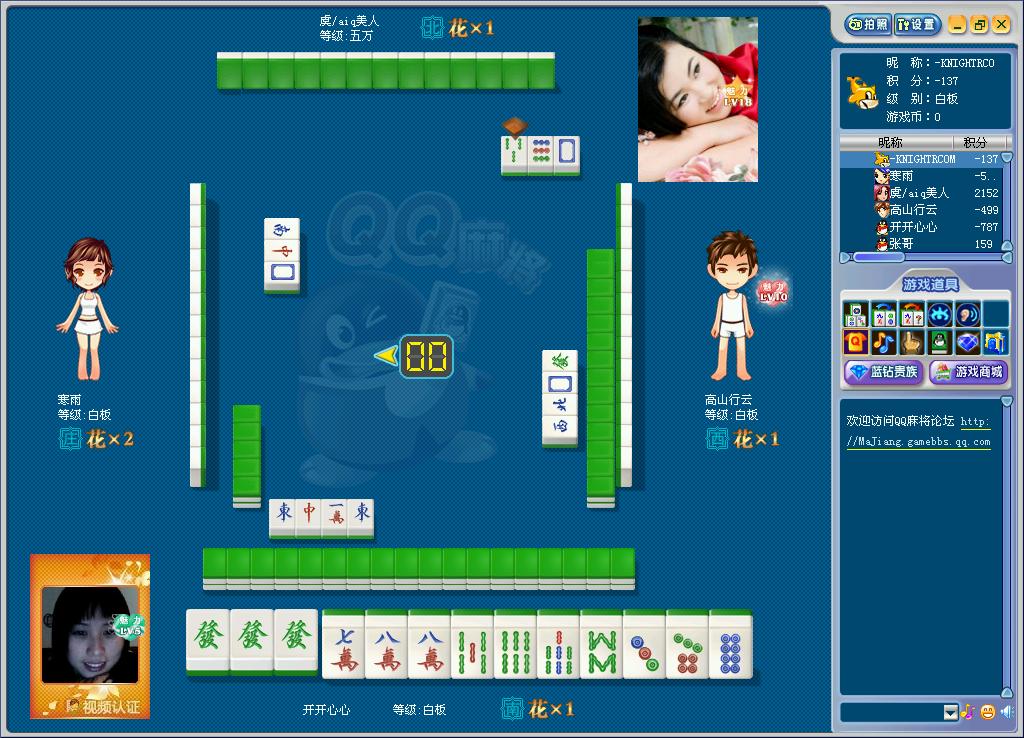 虞/aiq美人
等级:五万
北 花×1
魅力
LV18
拍照 设置
昵 称：-KNIGHTRCO
积 分：-137
级 别：白板
游戏币：0
昵称 积分
-KNIGHTRCOM -137
寒雨 -5..
虞/aiq美人 2152
高山行云 -499
开开心心 -787
张哥 159
游戏道具
蓝钻贵族 游戏商城
欢迎访问QQ麻将论坛 http:
//MaJiang.gamebbs.qq.com
QQ麻将
00
寒雨
等级:白板
庄 花×2
高山行云
等级:白板
西 花×1
魅力
LV10
中
發
北
西
東 中 一萬 東
發 發 發 七萬 八萬 八萬
魅力
LV5
视频认证
开开心心 等级:白板 南 花×1